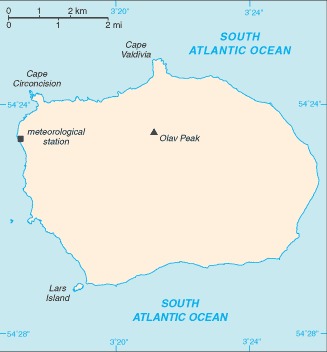 0 1 2 km
0 1 2 mi
3°20'
3°24'
SOUTH
ATLANTIC OCEAN
Cape
Valdivia
Cape
Circoncision
54°24'
54°24'
meteorological
station
Olav Peak
Lars
Island
SOUTH
ATLANTIC OCEAN
54°28'
54°28'
3°20'
3°24'